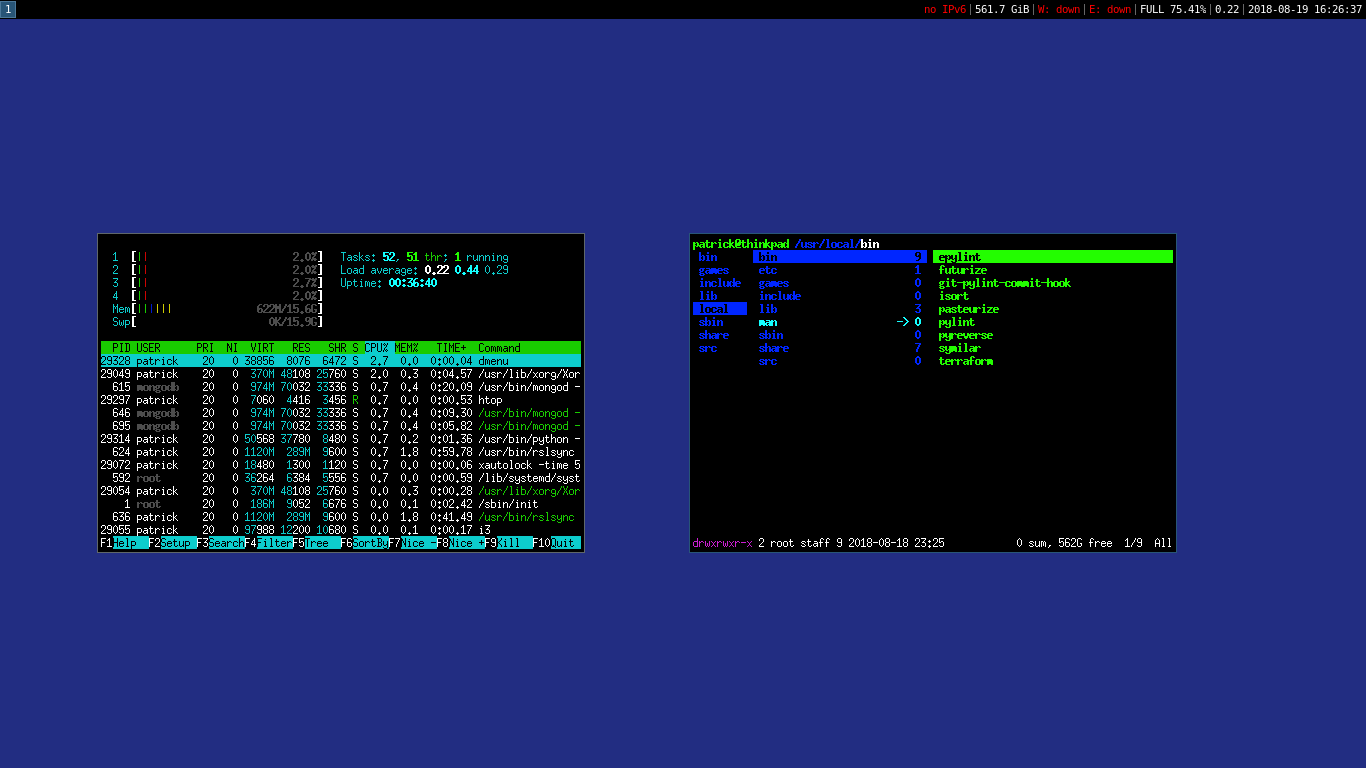 1
no IPv6|561.7 GiB|W: down|E: down|FULL 75.41%|0.22|2018-08-19 16:26:37
1 [|| 2.0%] Tasks: 52, 51 thr; 1 running
2 [|| 2.0%] Load average: 0.22 0.44 0.29
3 [|| 2.7%] Uptime: 00:36:40
4 [|| 2.0%]
Mem[|||||| 622M/15.6G]
Swp[ 0K/15.9G]
PID USER PRI NI VIRT RES SHR S CPU% MEM% TIME+ Command
29328 patrick 20 0 38856 8076 6472 S 2.7 0.0 0:00.04 dmenu
29049 patrick 20 0 370M 48108 25760 S 2.0 0.3 0:04.57 /usr/lib/xorg/Xor
615 mongodb 20 0 974M 70032 33336 S 0.7 0.4 0:20.09 /usr/bin/mongod -
29297 patrick 20 0 7060 4416 3456 R 0.7 0.0 0:00.53 htop
646 mongodb 20 0 974M 70032 33336 S 0.7 0.4 0:09.30 /usr/bin/mongod -
695 mongodb 20 0 974M 70032 33336 S 0.7 0.4 0:05.82 /usr/bin/mongod -
29314 patrick 20 0 50568 37780 8480 S 0.7 0.2 0:01.36 /usr/bin/python -
624 patrick 20 0 1120M 289M 9600 S 0.7 1.8 0:59.78 /usr/bin/rslsync
29072 patrick 20 0 18480 1300 1120 S 0.7 0.0 0:00.06 xautolock -time 5
592 root 20 0 36264 6384 5556 S 0.7 0.0 0:00.59 /lib/systemd/syst
29054 patrick 20 0 370M 48108 25760 S 0.0 0.3 0:00.28 /usr/lib/xorg/Xor
1 root 20 0 186M 9052 6676 S 0.0 0.1 0:02.42 /sbin/init
636 patrick 20 0 1120M 289M 9600 S 0.0 1.8 0:41.49 /usr/bin/rslsync
29055 patrick 20 0 97988 12200 10680 S 0.0 0.1 0:00.17 i3
F1Help F2Setup F3SearchF4FilterF5Tree F6SortByF7Nice -F8Nice +F9Kill F10Quit
patrick@thinkpad /usr/local/bin
bin bin 9 epylint
games etc 1 futurize
include games 0 git-pylint-commit-hook
lib include 0 isort
local lib 3 pasteurize
sbin man -> 0 pylint
share sbin 0 pyreverse
src share 7 symilar
src 0 terraform
drwxrwxr-x 2 root staff 9 2018-08-18 23:25 0 sum, 562G free 1/9 All